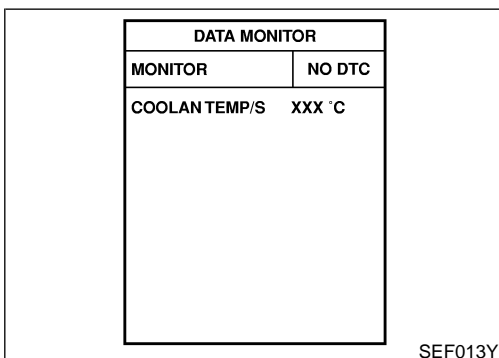 DATA MONITOR
MONITOR NO DTC
COOLAN TEMP/S XXX °C
SEF013Y